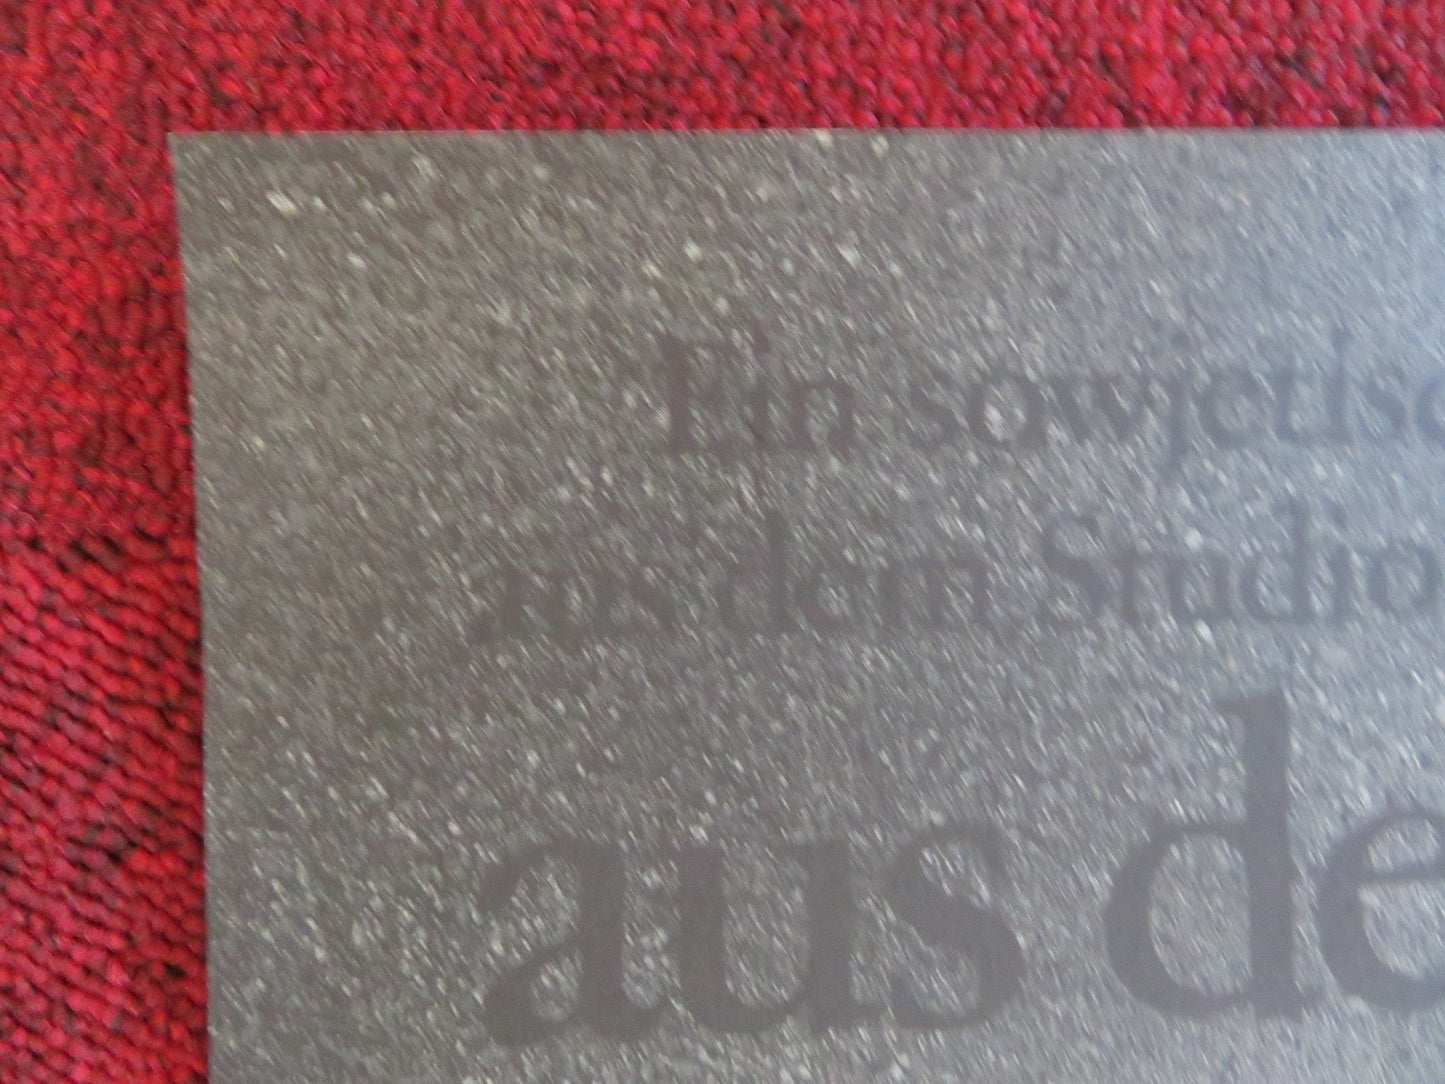 Ein sowjetisc
aus dem Studio
aus de